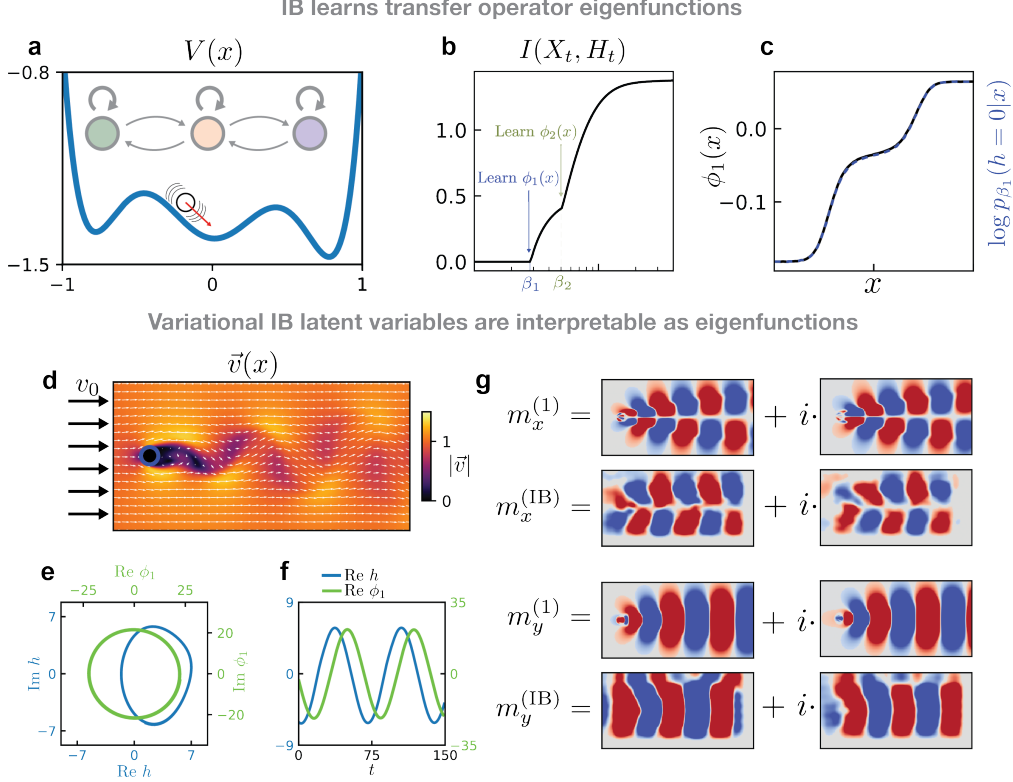 IB learns transfer operator eigenfunctions
a
V(x)
−0.8
−1.5
−1 0 1
b
I(X_t, H_t)
1.0
0.5
0.0
Learn ϕ_2(x)
Learn ϕ_1(x)
β_1 β_2
c
ϕ_1(x)
0.0
−0.1
x
log p_{β_1}(h = 0|x)
Variational IB latent variables are interpretable as eigenfunctions
d
v⃗(x)
v_0
1
0
|v⃗|
e
Re ϕ_1
−25 0 25
7
0
−7
Im h
20
0
−20
Im ϕ_1
−7 0 7
Re h
f
Re h
Re ϕ_1
9
0
−9
35
0
−35
0 75 150
t
g
m_x^{(1)} = + i·
m_x^{(IB)} = + i·
m_y^{(1)} = + i·
m_y^{(IB)} = + i·